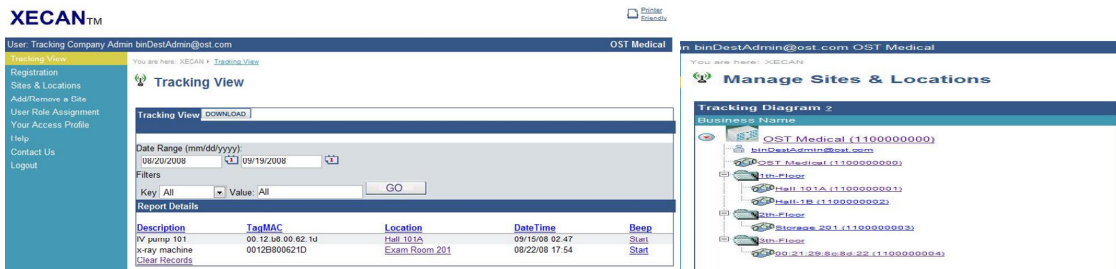 XECAN™
Printer
Friendly
User: Tracking Company Admin binDestAdmin@ost.com OST Medical
Tracking View
Registration
Sites & Locations
Add/Remove a Site
User Role Assignment
Your Access Profile
Help
Contact Us
Logout
You are here: XECAN Tracking View
Tracking View
Tracking View DOWNLOAD
Date Range (mm/dd/yyyy):
08/20/2008 09/19/2008
Filters
Key All Value: All GO
Report Details
Description TagMAC Location DateTime Beep
IV pump 101 00.12.b8.00.62.1d Hall 101A 09/15/08 02.47 Start
x-ray machine 0012B800621D Exam Room 201 08/22/08 17:54 Start
Clear Records
n binDestAdmin@ost.com OST Medical
You are here: XECAN
Manage Sites & Locations
Tracking Diagram ?
Business Name
OST Medical (1100000000)
binDestAdmin@ost.com
OST Medical (1100000000)
1th-Floor
Hall 101A (1100000001)
Hall-1B (1100000002)
2th-Floor
Storage 201 (1100000003)
3th-Floor
00:21:29:8c:8d:22 (1100000004)